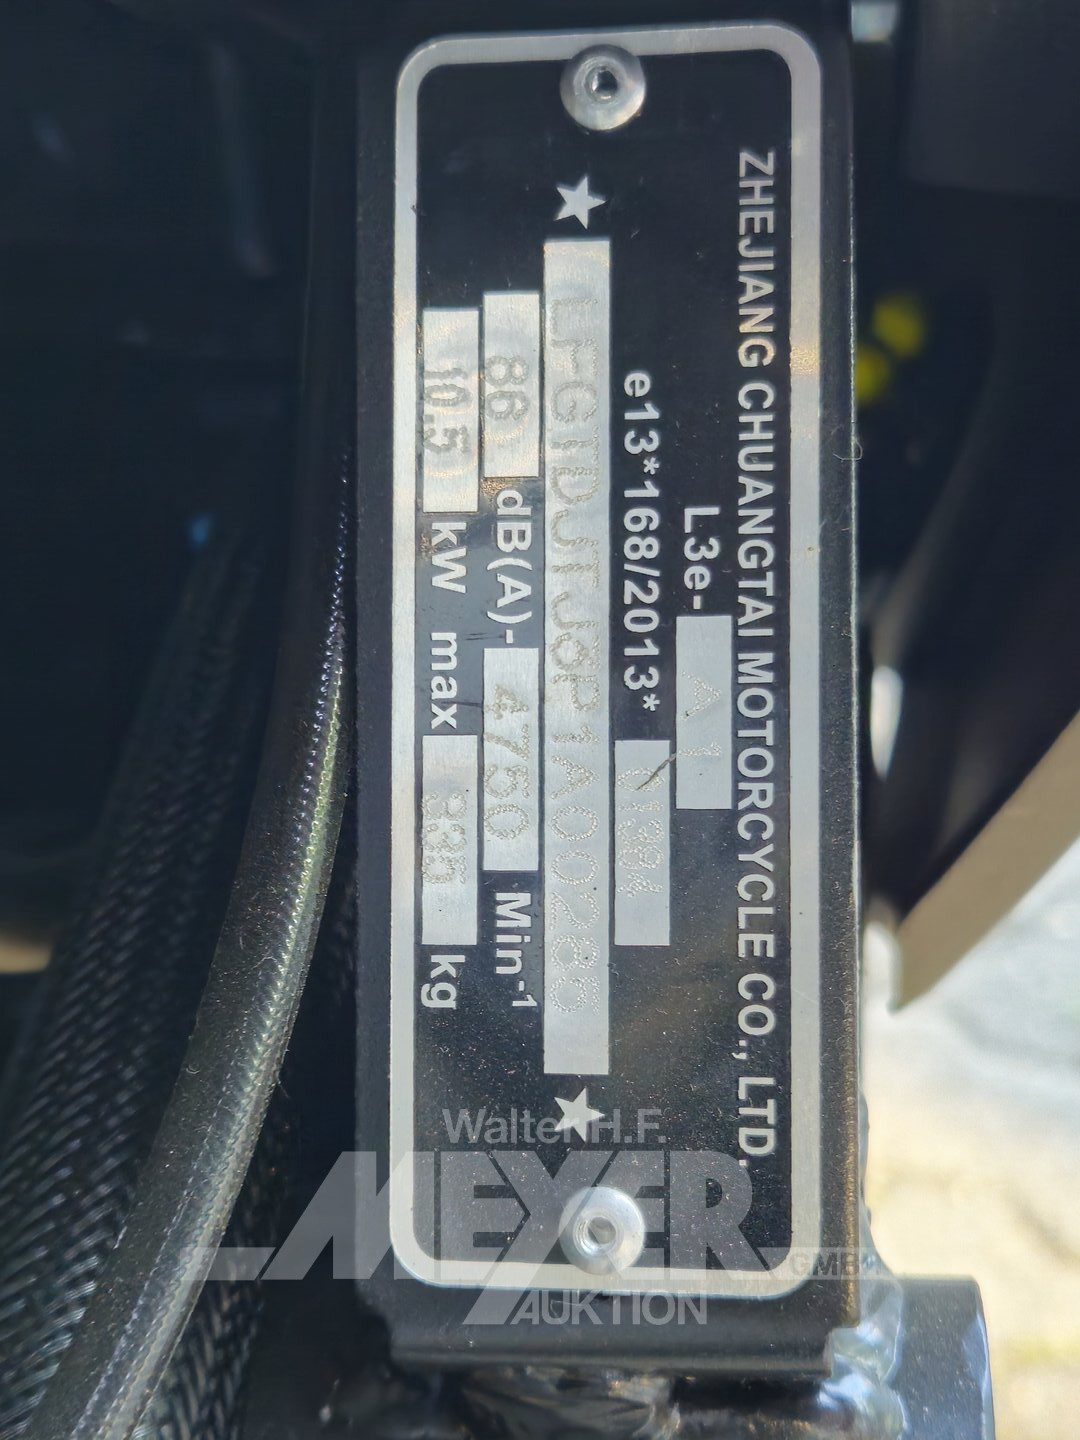 ZHEJIANG CHUANGTAI MOTORCYCLE CO., LTD.
L3e- A1
e13*168/2013* 01384
LFGTDJTJ8P1A00285
86 dB(A)- 4750 Min-1
10.5 kW max 335 kg
Walter H.F.
MEYER
GMBH
AUKTION